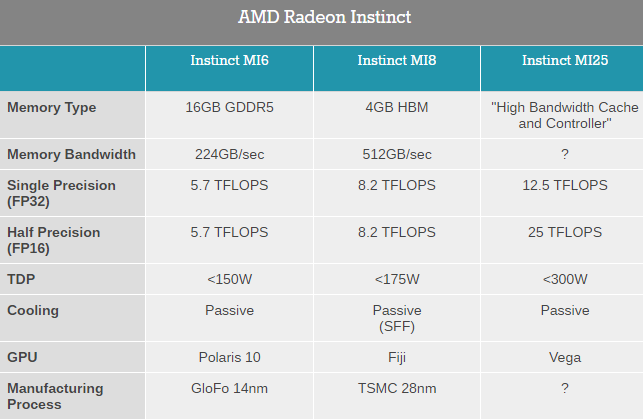 AMD Radeon Instinct
Instinct MI6 Instinct MI8 Instinct MI25
Memory Type 16GB GDDR5 4GB HBM "High Bandwidth Cache
and Controller"
Memory Bandwidth 224GB/sec 512GB/sec ?
Single Precision
(FP32) 5.7 TFLOPS 8.2 TFLOPS 12.5 TFLOPS
Half Precision
(FP16) 5.7 TFLOPS 8.2 TFLOPS 25 TFLOPS
TDP <150W <175W <300W
Cooling Passive Passive
(SFF) Passive
GPU Polaris 10 Fiji Vega
Manufacturing
Process GloFo 14nm TSMC 28nm ?